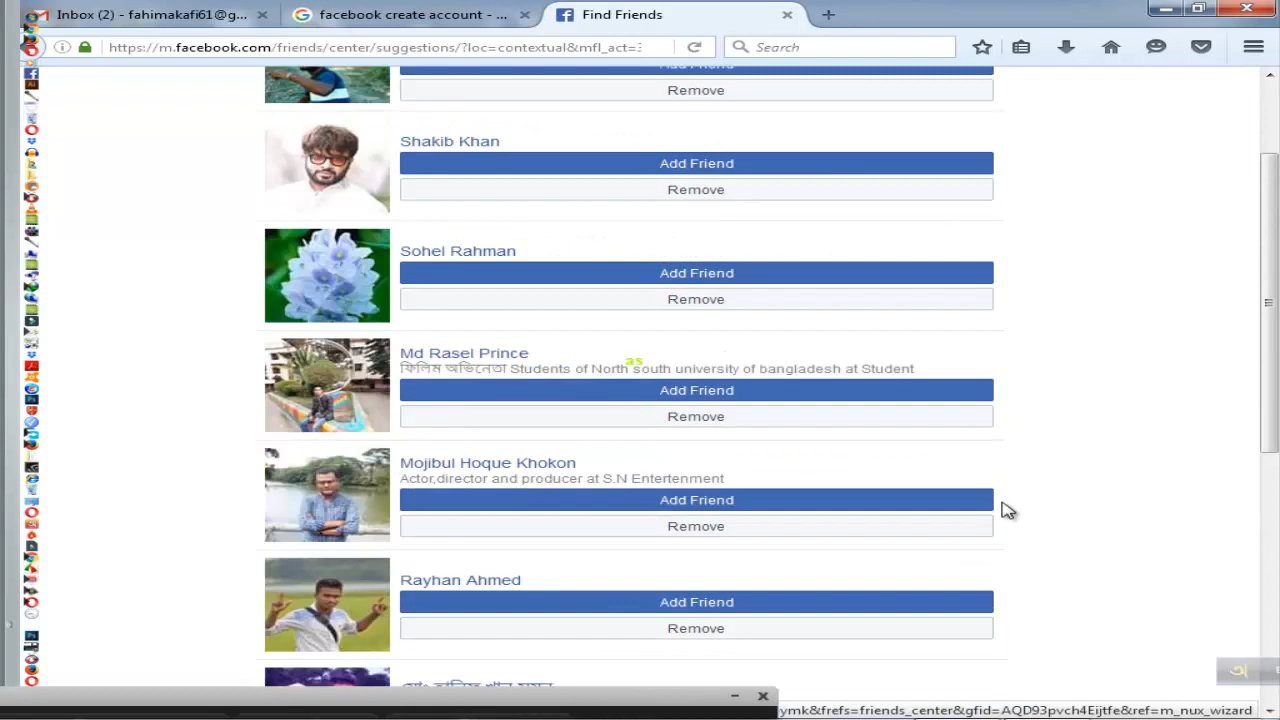 Inbox (2) - fahimakafi61@g...
facebook create account - ...
Find Friends
https://m.facebook.com/friends/center/suggestions/?loc=contextual&mfl_act=
Search
Add Friend
Remove
Shakib Khan
Add Friend
Remove
Sohel Rahman
Add Friend
Remove
Md Rasel Prince
as
ফিলিম অভিনেতা Students of North south university of bangladesh at Student
Add Friend
Remove
Mojibul Hoque Khokon
Actor,director and producer at S.N Entertenment
Add Friend
Remove
Rayhan Ahmed
Add Friend
Remove
ymk&frefs=friends_center&gfid=AQD93pvch4Eijtfe&ref=m_nux_wizard